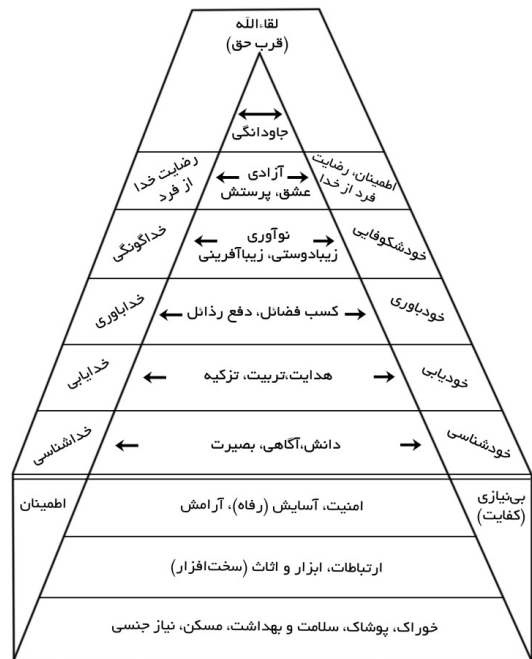 لقاءالله
(قرب حق)
جاودانگی
اطمینان، رضایت
فرد از خدا
آزادی
عشق، پرستش
رضایت خدا
از فرد
خودشکوفایی
نوآوری
زیبادوستی، زیباآفرینی
خداگونگی
خودباوری
کسب فضائل، دفع رذائل
خداباوری
خودیابی
هدایت،تربیت، تزکیه
خدایابی
خودشناسی
دانش،آگاهی، بصیرت
خداشناسی
بی‌نیازی
(کفایت)
امنیت، آسایش (رفاه)، آرامش
اطمینان
ارتباطات، ابزار و اثاث (سخت‌افزار)
خوراک، پوشاک، سلامت و بهداشت، مسکن، نیاز جنسی